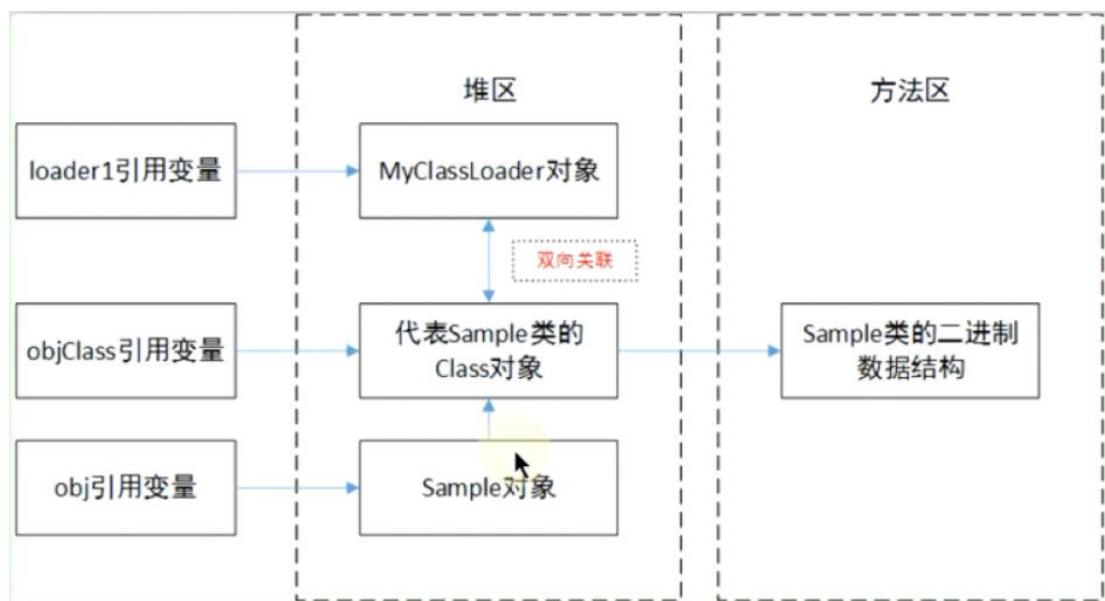 堆区
方法区
loader1引用变量
MyClassLoader对象
双向关联
objClass引用变量
代表Sample类的
Class对象
Sample类的二进制
数据结构
obj引用变量
Sample对象